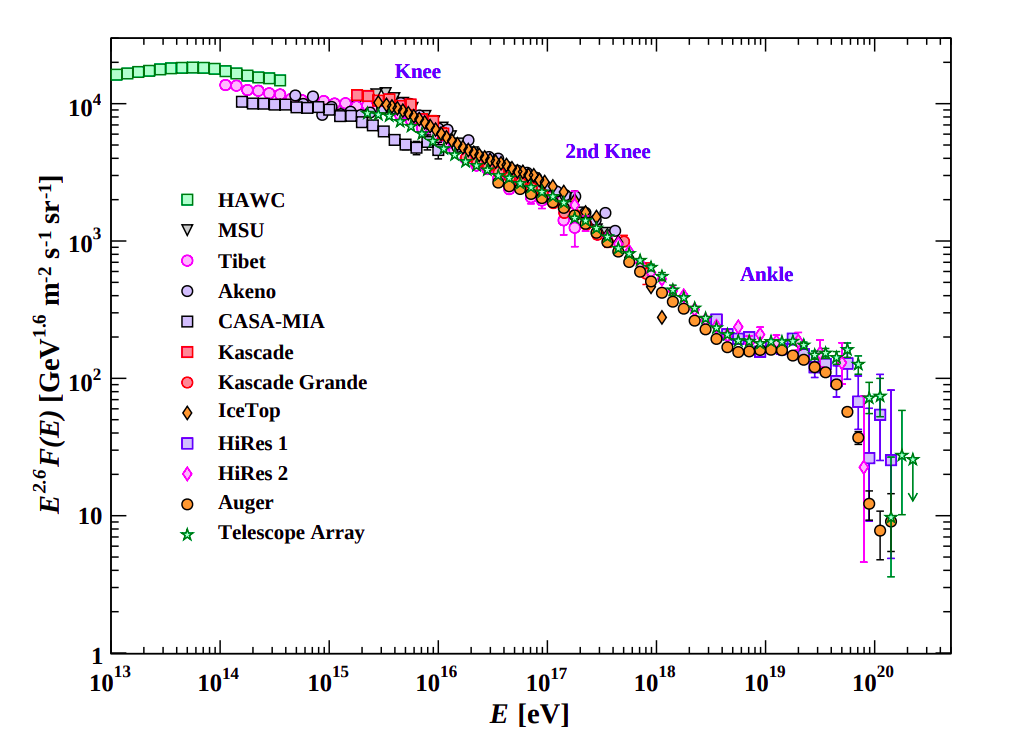 Knee
2nd Knee
Ankle
HAWC
MSU
Tibet
Akeno
CASA-MIA
Kascade
Kascade Grande
IceTop
HiRes 1
HiRes 2
Auger
Telescope Array
E^2.6 F(E) [GeV^1.6 m^-2 s^-1 sr^-1]
10^4
10^3
10^2
10
1
10^13 10^14 10^15 10^16 10^17 10^18 10^19 10^20
E [eV]